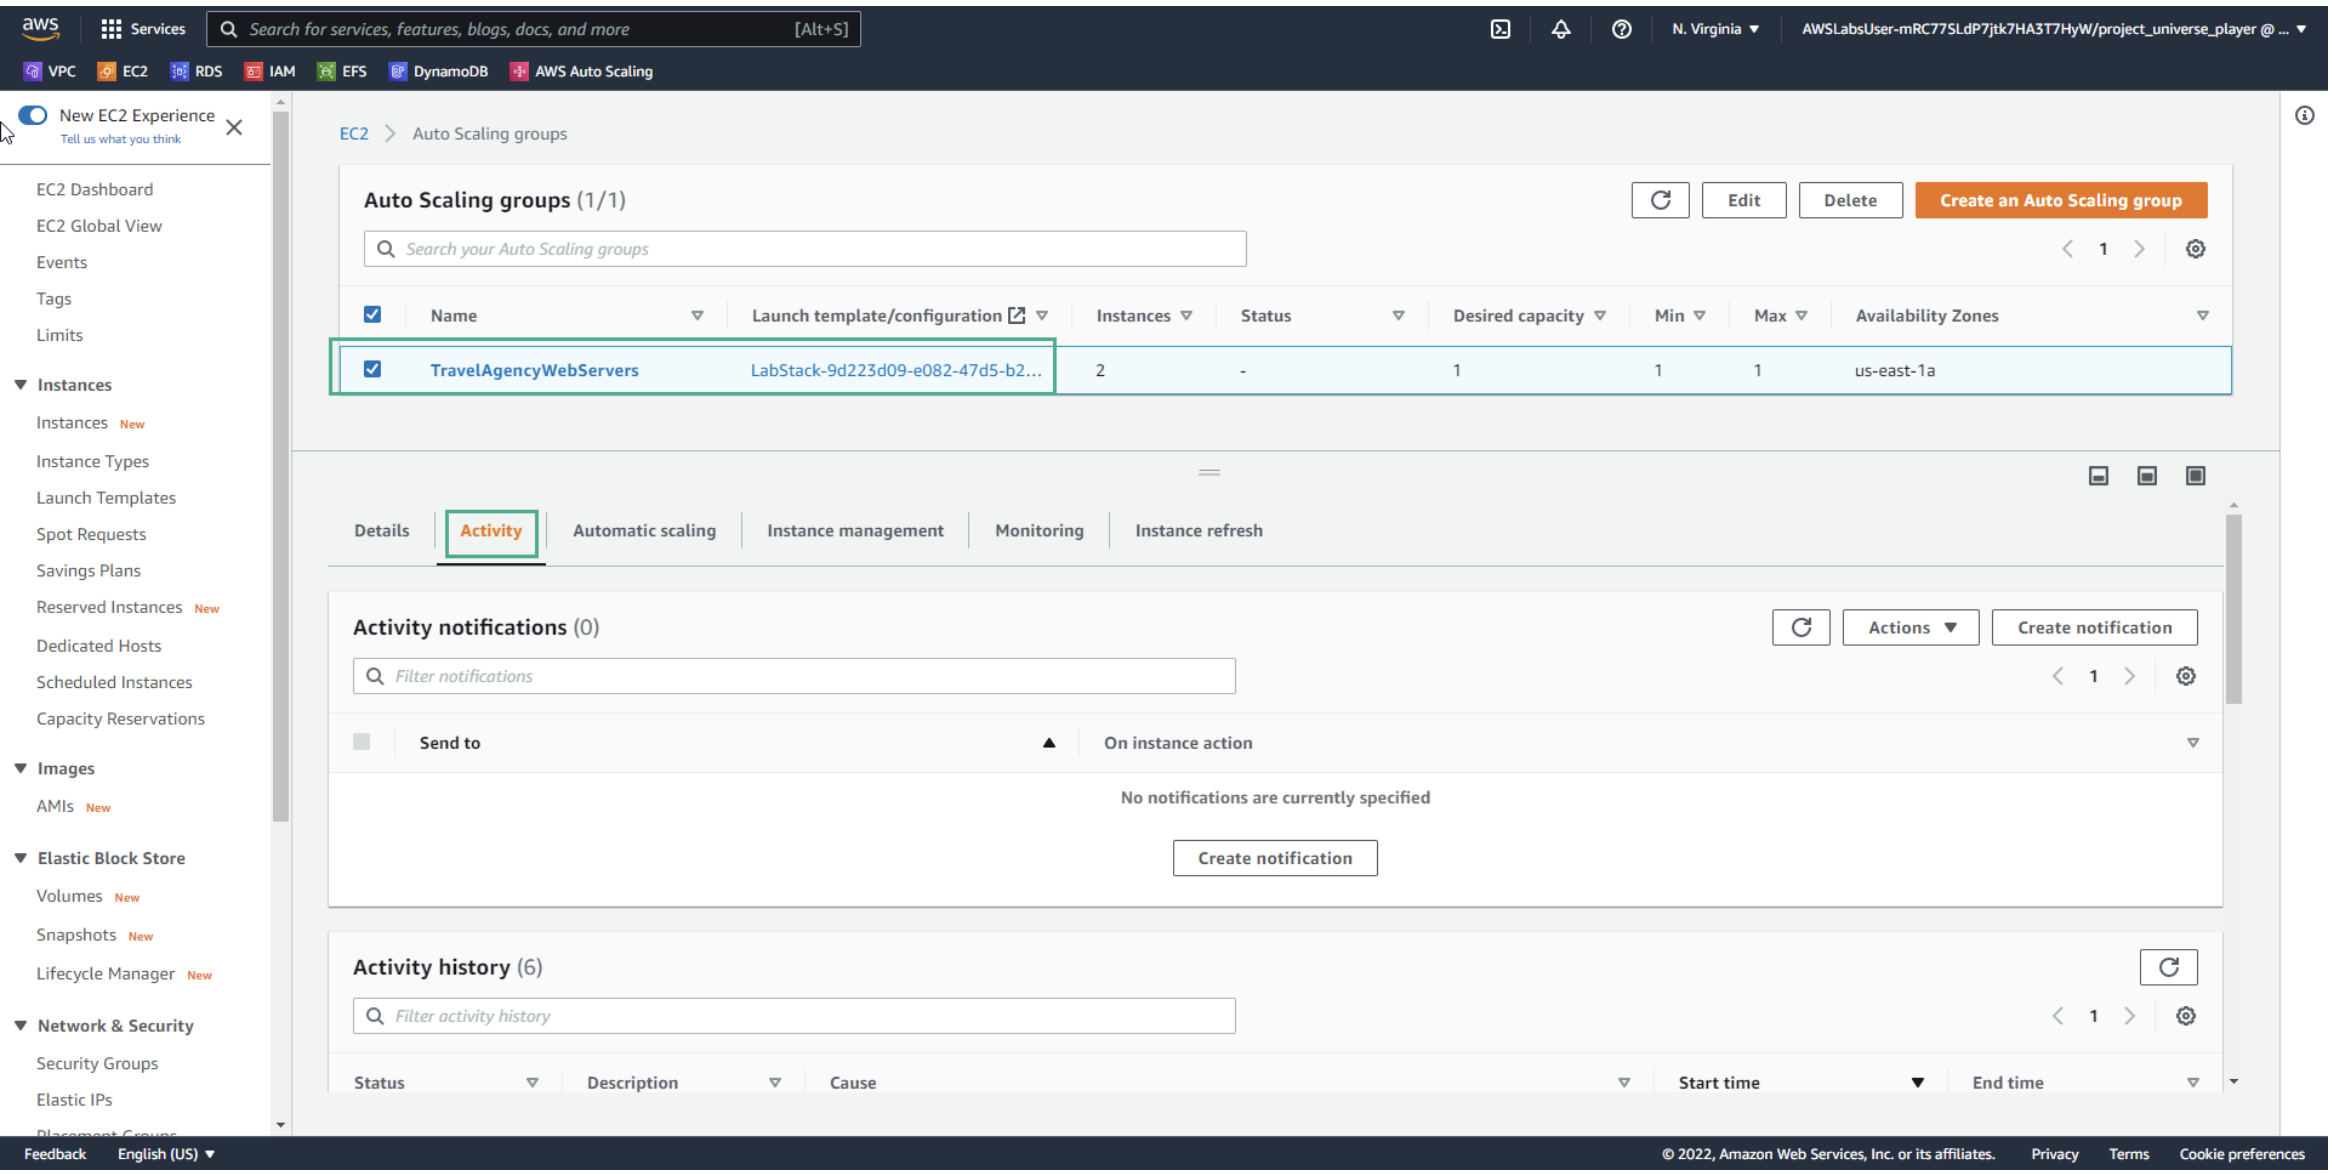 aws
Services
Search for services, features, blogs, docs, and more [Alt+S]
N. Virginia ▼
AWSLabsUser-mRC77SLdP7jtk7HA3T7HyW/project_universe_player @ ... ▼
VPC EC2 RDS IAM EFS DynamoDB AWS Auto Scaling
New EC2 Experience
Tell us what you think
EC2 Dashboard
EC2 Global View
Events
Tags
Limits
Instances
Instances New
Instance Types
Launch Templates
Spot Requests
Savings Plans
Reserved Instances New
Dedicated Hosts
Scheduled Instances
Capacity Reservations
Images
AMIs New
Elastic Block Store
Volumes New
Snapshots New
Lifecycle Manager New
Network & Security
Security Groups
Elastic IPs
Placement Groups
EC2 > Auto Scaling groups
Auto Scaling groups (1/1)
Edit
Delete
Create an Auto Scaling group
Search your Auto Scaling groups
1
Name Launch template/configuration Instances Status Desired capacity Min Max Availability Zones
TravelAgencyWebServers LabStack-9d223d09-e082-47d5-b2... 2 - 1 1 1 us-east-1a
Details Activity Automatic scaling Instance management Monitoring Instance refresh
Activity notifications (0)
Actions ▼
Create notification
Filter notifications
1
Send to On instance action
No notifications are currently specified
Create notification
Activity history (6)
Filter activity history
1
Status Description Cause Start time End time
Feedback English (US) ▼
© 2022, Amazon Web Services, Inc. or its affiliates. Privacy Terms Cookie preferences